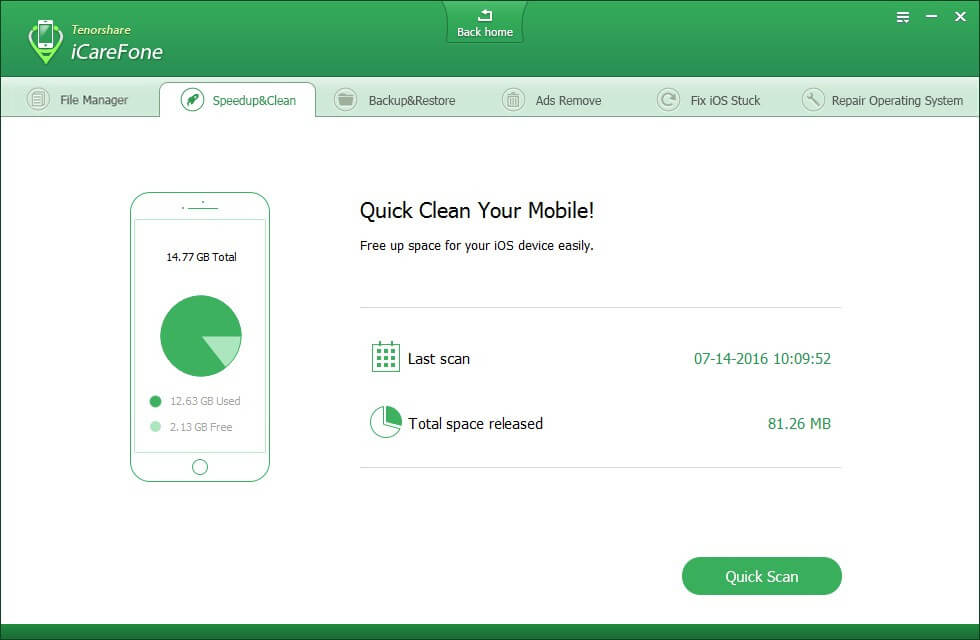 Tenorshare
iCareFone
Back home
File Manager
Speedup&Clean
Backup&Restore
Ads Remove
Fix iOS Stuck
Repair Operating System
14.77 GB Total
12.63 GB Used
2.13 GB Free
Quick Clean Your Mobile!
Free up space for your iOS device easily.
Last scan 07-14-2016 10:09:52
Total space released 81.26 MB
Quick Scan